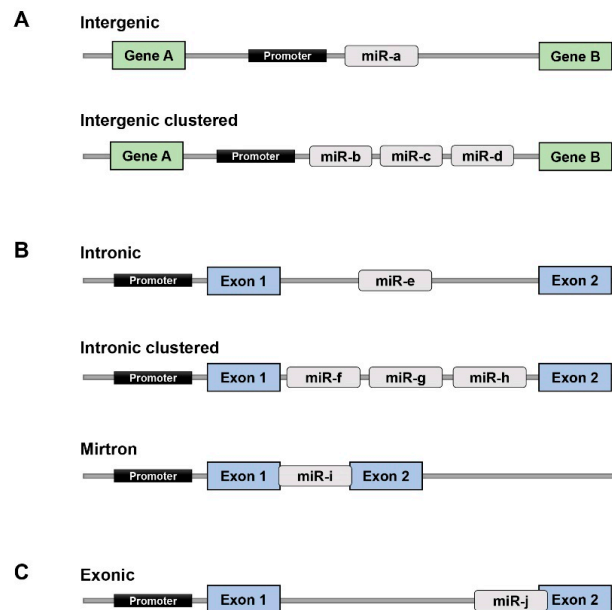 A
Intergenic
Gene A Promoter miR-a Gene B
Intergenic clustered
Gene A Promoter miR-b miR-c miR-d Gene B
B
Intronic
Promoter Exon 1 miR-e Exon 2
Intronic clustered
Promoter Exon 1 miR-f miR-g miR-h Exon 2
Mirtron
Promoter Exon 1 miR-i Exon 2
C
Exonic
Promoter Exon 1 miR-j Exon 2